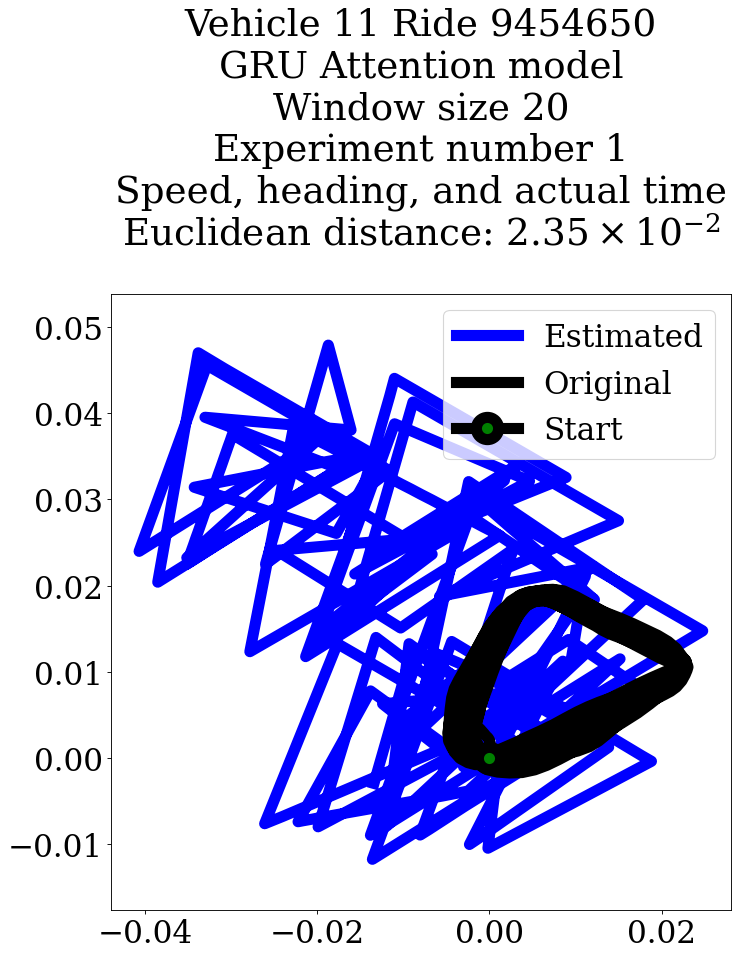 Vehicle 11 Ride 9454650
GRU Attention model
Window size 20
Experiment number 1
Speed, heading, and actual time
Euclidean distance: 2.35 × 10⁻²
0.05
0.04
0.03
0.02
0.01
0.00
−0.01
Estimated
Original
Start
−0.04
−0.02
0.00
0.02